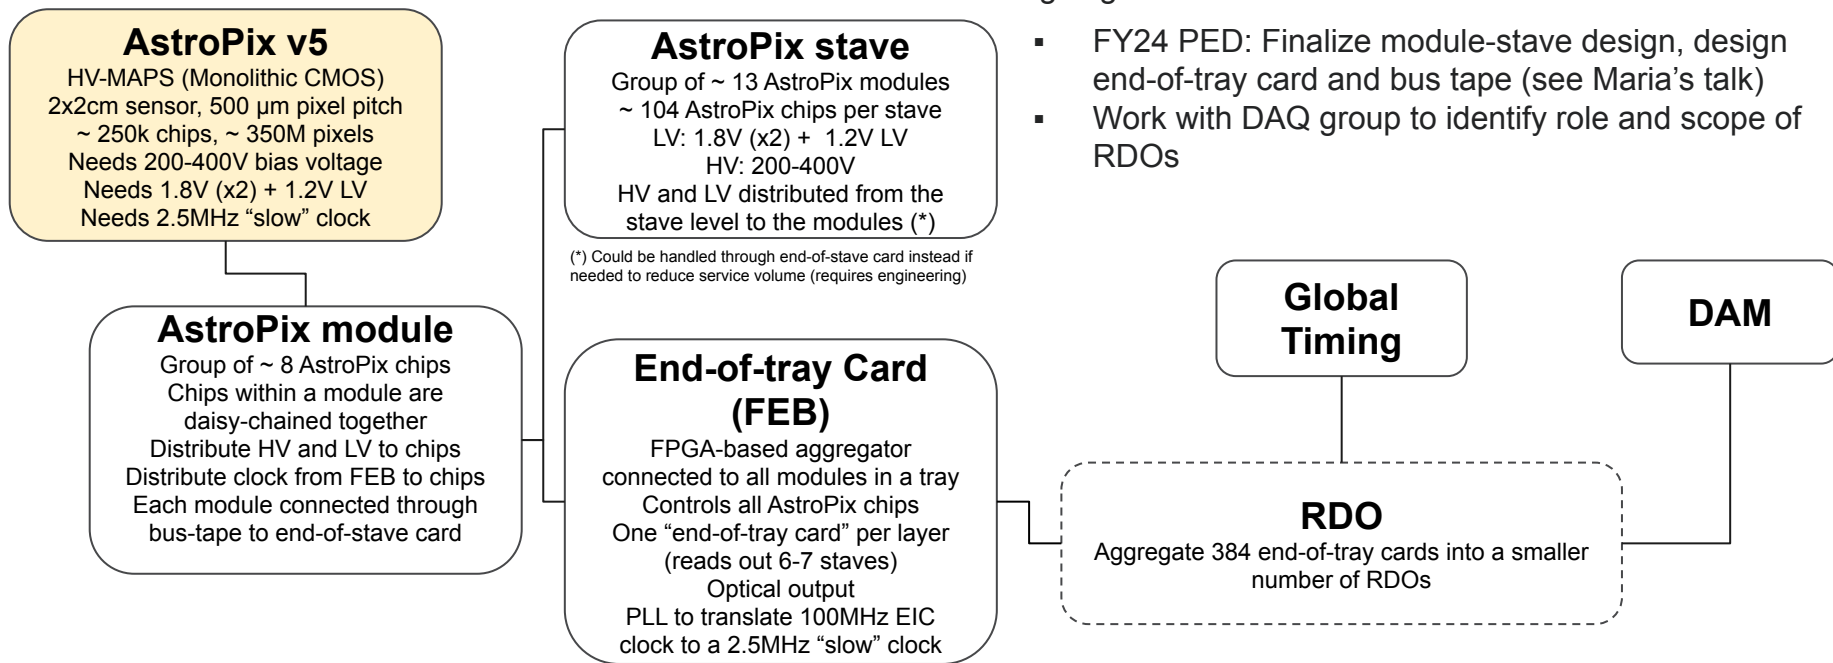 AstroPix v5
HV-MAPS (Monolithic CMOS)
2x2cm sensor, 500 µm pixel pitch
~ 250k chips, ~ 350M pixels
Needs 200-400V bias voltage
Needs 1.8V (x2) + 1.2V LV
Needs 2.5MHz “slow” clock
AstroPix stave
Group of ~ 13 AstroPix modules
~ 104 AstroPix chips per stave
LV: 1.8V (x2) + 1.2V LV
HV: 200-400V
HV and LV distributed from the
stave level to the modules (*)
(*) Could be handled through end-of-stave card instead if
needed to reduce service volume (requires engineering)
▪ FY24 PED: Finalize module-stave design, design
end-of-tray card and bus tape (see Maria’s talk)
▪ Work with DAQ group to identify role and scope of
RDOs
AstroPix module
Group of ~ 8 AstroPix chips
Chips within a module are
daisy-chained together
Distribute HV and LV to chips
Distribute clock from FEB to chips
Each module connected through
bus-tape to end-of-stave card
End-of-tray Card
(FEB)
FPGA-based aggregator
connected to all modules in a tray
Controls all AstroPix chips
One “end-of-tray card” per layer
(reads out 6-7 staves)
Optical output
PLL to translate 100MHz EIC
clock to a 2.5MHz “slow” clock
Global
Timing
DAM
RDO
Aggregate 384 end-of-tray cards into a smaller
number of RDOs